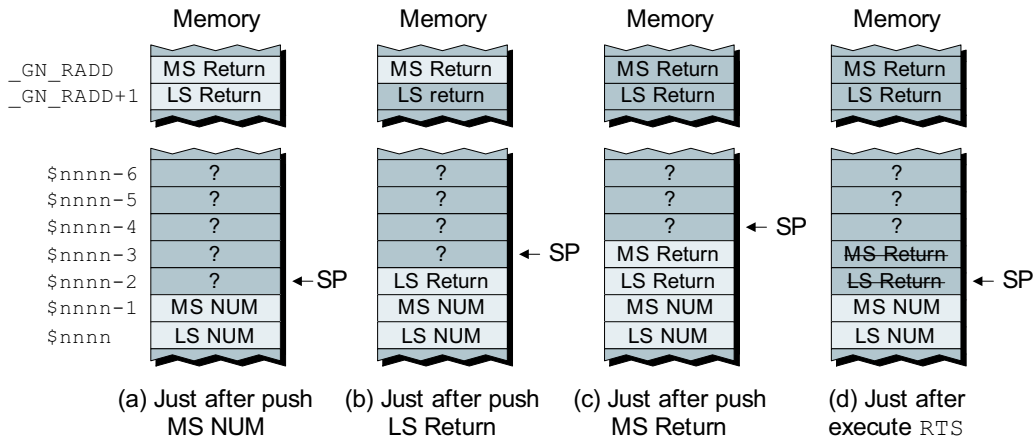 Memory Memory Memory Memory
_GN_RADD MS Return MS Return MS Return MS Return
_GN_RADD+1 LS Return LS return LS Return LS Return
$nnnn-6 ? ? ? ?
$nnnn-5 ? ? ? ?
$nnnn-4 ? ? ? ← SP ?
$nnnn-3 ? ? ← SP MS Return MS Return
$nnnn-2 ? ← SP LS Return LS Return LS Return ← SP
$nnnn-1 MS NUM MS NUM MS NUM MS NUM
$nnnn LS NUM LS NUM LS NUM LS NUM
(a) Just after push (b) Just after push (c) Just after push (d) Just after
MS NUM LS Return MS Return execute RTS